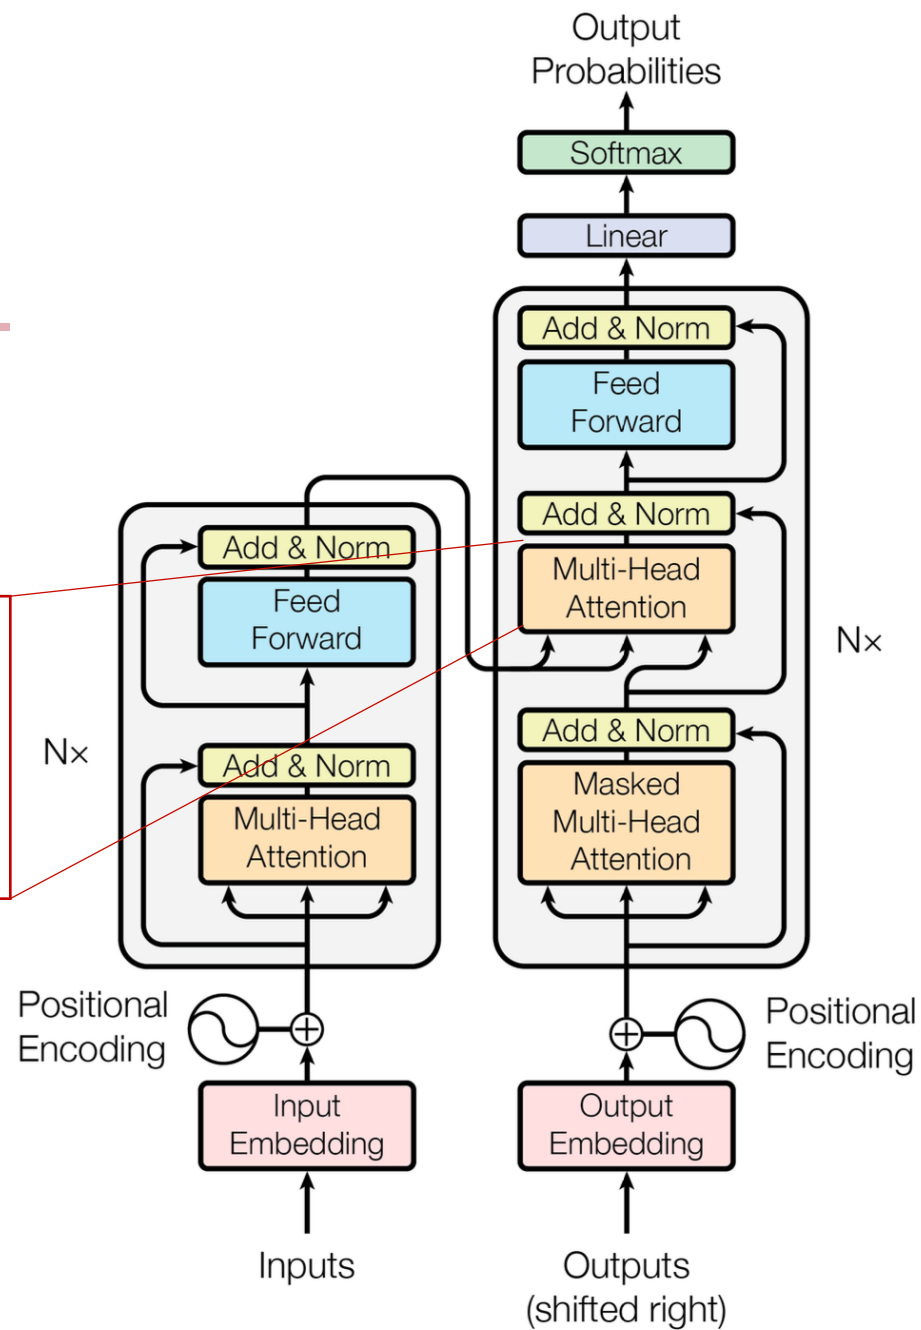 Output
Probabilities
Softmax
Linear
Add & Norm
Feed
Forward
Add & Norm
Multi-Head
Attention
Nx
Add & Norm
Masked
Multi-Head
Attention
Add & Norm
Feed
Forward
Nx
Add & Norm
Multi-Head
Attention
Positional
Encoding
Positional
Encoding
Input
Embedding
Output
Embedding
Inputs
Outputs
(shifted right)